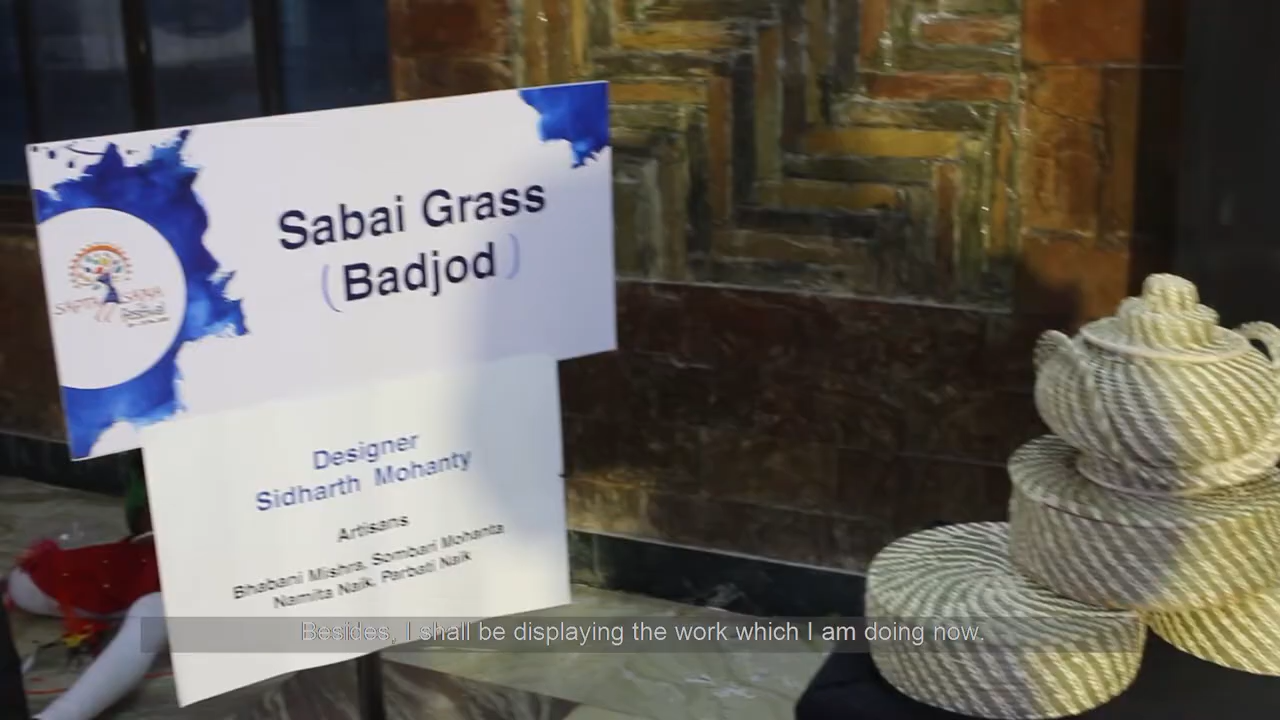 Sabai Grass
(Badjod)
Festival
Designer
Sidharth Mohanty
Artisans
Bhabani Mishra, Sombari Mohanta
Namita Naik, Parbati Naik
Besides, I shall be displaying the work which I am doing now.